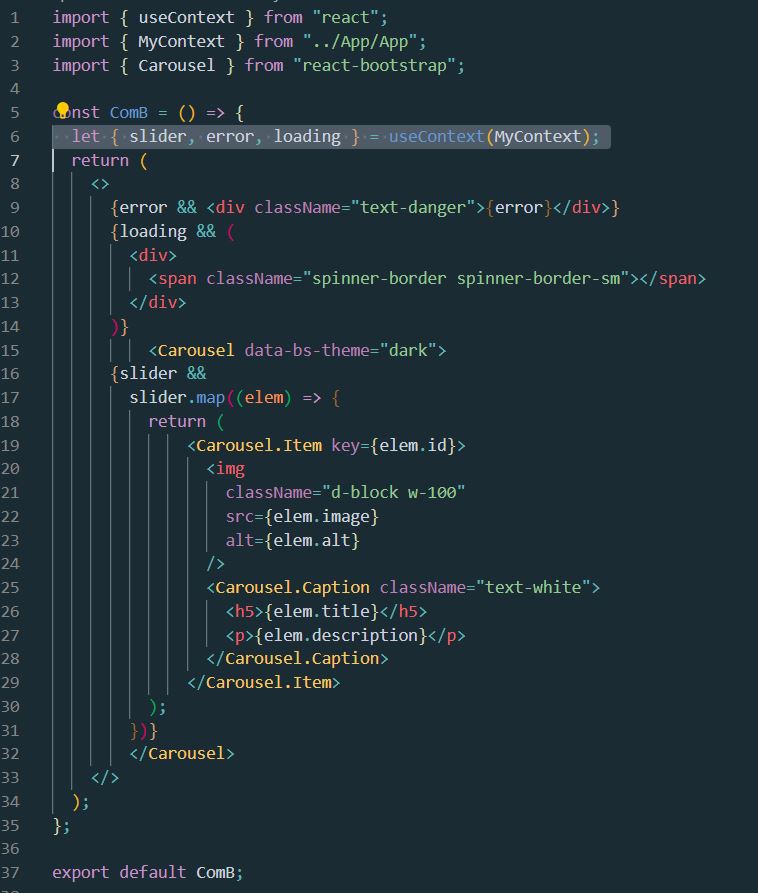 1 import { useContext } from "react";
2 import { MyContext } from "../App/App";
3 import { Carousel } from "react-bootstrap";
4
5 const ComB = () => {
6   let { slider, error, loading } = useContext(MyContext);
7   return (
8     <>
9       {error && <div className="text-danger">{error}</div>}
10       {loading && (
11         <div>
12           <span className="spinner-border spinner-border-sm"></span>
13         </div>
14       )}
15           <Carousel data-bs-theme="dark">
16       {slider &&
17         slider.map((elem) => {
18           return (
19               <Carousel.Item key={elem.id}>
20                 <img
21                   className="d-block w-100"
22                   src={elem.image}
23                   alt={elem.alt}
24                 />
25                 <Carousel.Caption className="text-white">
26                   <h5>{elem.title}</h5>
27                   <p>{elem.description}</p>
28                 </Carousel.Caption>
29               </Carousel.Item>
30           );
31         })}
32         </Carousel>
33     </>
34   );
35 };
36
37 export default ComB;